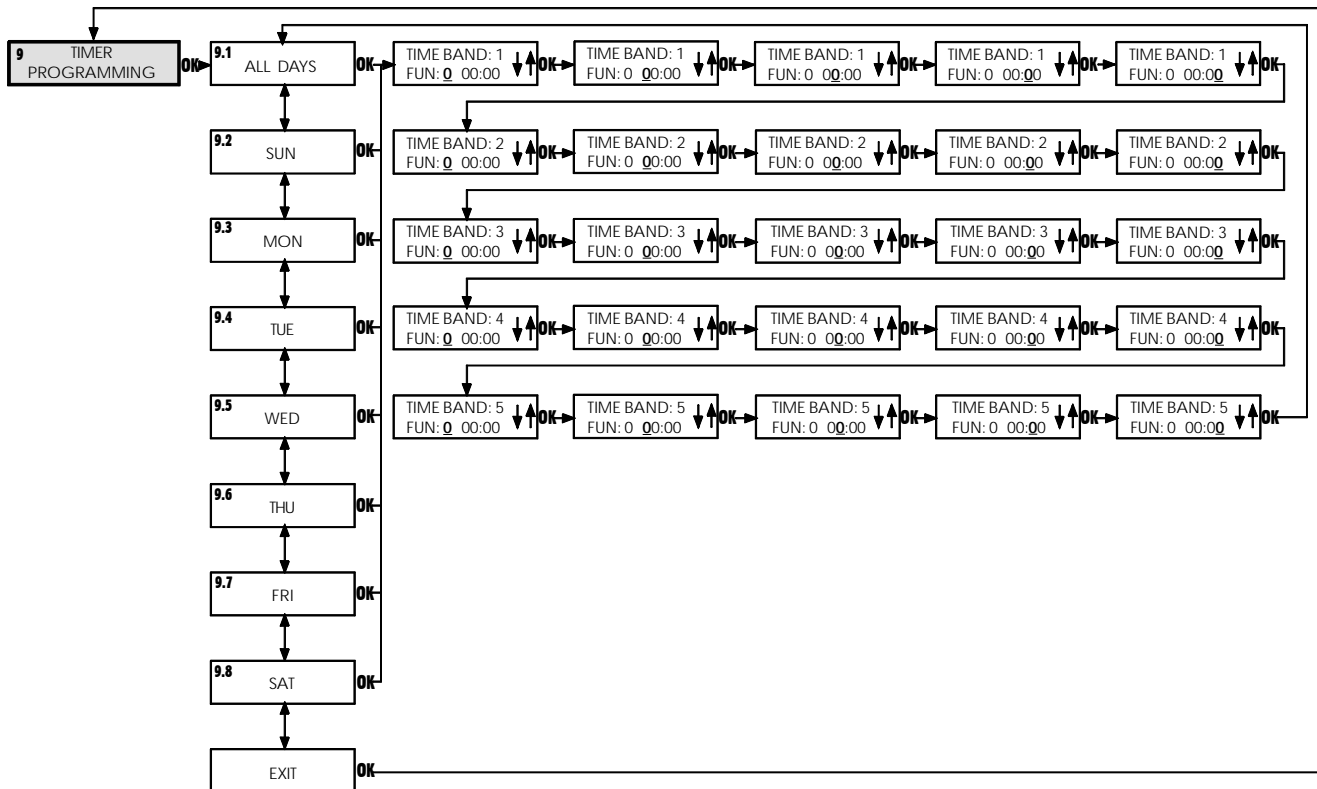 9 TIMER
PROGRAMMING OK
9.1
ALL DAYS OK
TIME BAND: 1
FUN: 0 00:00 OK
TIME BAND: 1
FUN: 0 00:00 OK
TIME BAND: 1
FUN: 0 00:00 OK
TIME BAND: 1
FUN: 0 00:00 OK
TIME BAND: 1
FUN: 0 00:00 OK
9.2
SUN OK
TIME BAND: 2
FUN: 0 00:00 OK
TIME BAND: 2
FUN: 0 00:00 OK
TIME BAND: 2
FUN: 0 00:00 OK
TIME BAND: 2
FUN: 0 00:00 OK
TIME BAND: 2
FUN: 0 00:00 OK
9.3
MON OK
TIME BAND: 3
FUN: 0 00:00 OK
TIME BAND: 3
FUN: 0 00:00 OK
TIME BAND: 3
FUN: 0 00:00 OK
TIME BAND: 3
FUN: 0 00:00 OK
TIME BAND: 3
FUN: 0 00:00 OK
9.4
TUE OK
TIME BAND: 4
FUN: 0 00:00 OK
TIME BAND: 4
FUN: 0 00:00 OK
TIME BAND: 4
FUN: 0 00:00 OK
TIME BAND: 4
FUN: 0 00:00 OK
TIME BAND: 4
FUN: 0 00:00 OK
9.5
WED OK
TIME BAND: 5
FUN: 0 00:00 OK
TIME BAND: 5
FUN: 0 00:00 OK
TIME BAND: 5
FUN: 0 00:00 OK
TIME BAND: 5
FUN: 0 00:00 OK
TIME BAND: 5
FUN: 0 00:00 OK
9.6
THU OK
9.7
FRI OK
9.8
SAT OK
EXIT OK